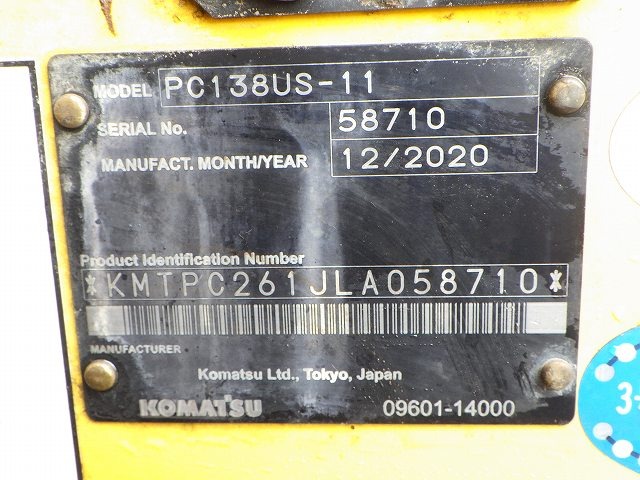 MODEL PC138US-11
SERIAL No. 58710
MANUFACT. MONTH/YEAR 12/2020
Product Identification Number
*KMTPC261JLA058710*
MANUFACTURER
Komatsu Ltd., Tokyo, Japan
KOMATSU 09601-14000
3-